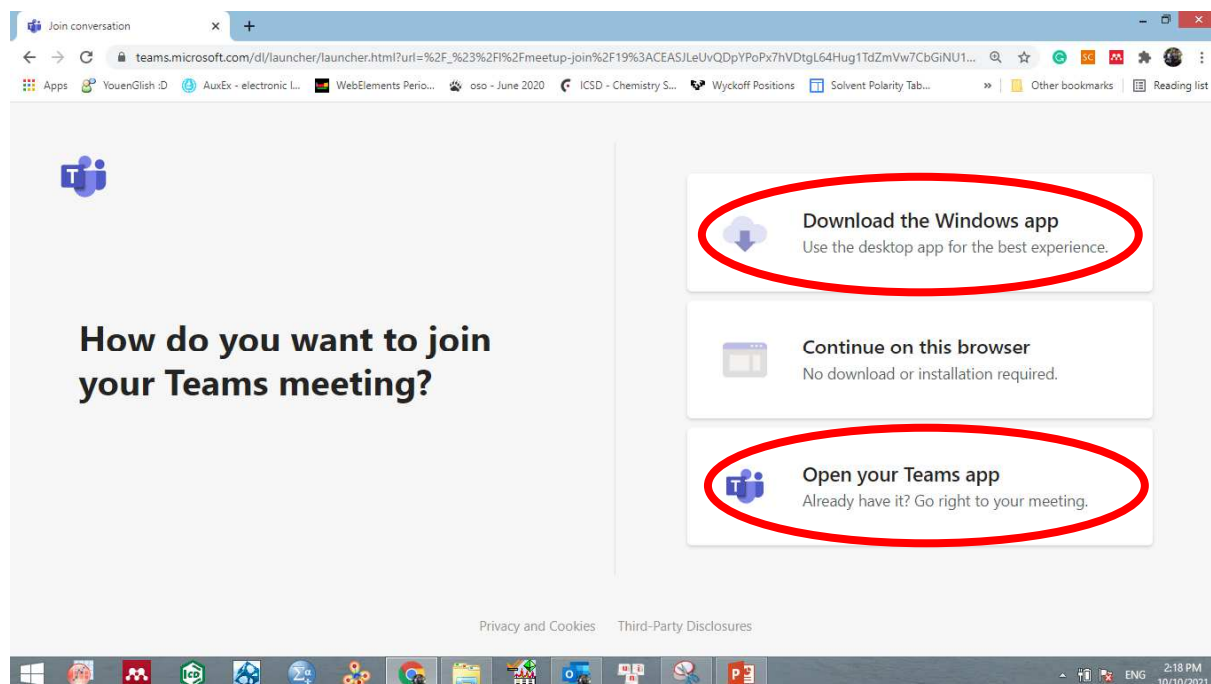 Join conversation
teams.microsoft.com/dl/launcher/launcher.html?url=%2F_%23%2Fl%2Fmeetup-join%2F19%3ACEASJLeUvQDpYPoPx7hVDtgL64Hug1TdZmVw7CbGiNU1...
Apps YouenGlish :D AuxEx - electronic l... WebElements Perio... oso - June 2020 ICSD - Chemistry S... Wyckoff Positions Solvent Polarity Tab... » Other bookmarks Reading list
Download the Windows app
Use the desktop app for the best experience.
How do you want to join
your Teams meeting?
Continue on this browser
No download or installation required.
Open your Teams app
Already have it? Go right to your meeting.
Privacy and Cookies Third-Party Disclosures
ENG 2:18 PM
10/10/2021